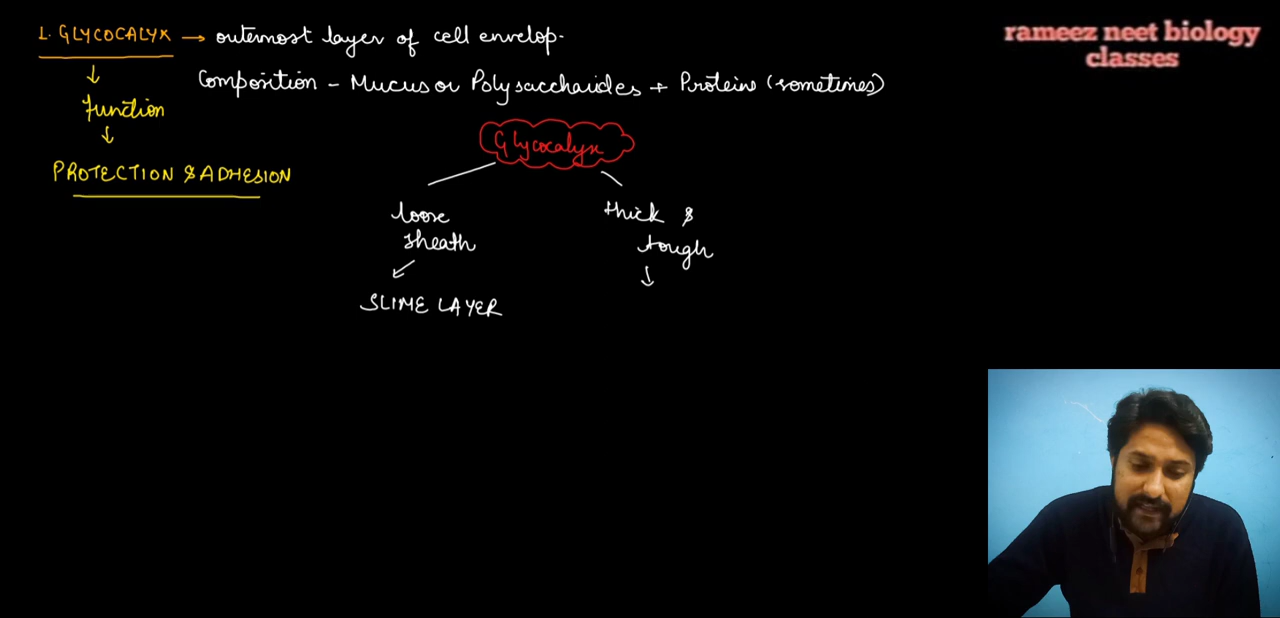 1. GLYCOCALYX → outermost layer of cell envelop.
Composition - Mucus or Polysaccharides + Proteins (sometimes)
↓
function
↓
PROTECTION & ADHESION
Glycocalyx
loose
sheath
SLIME LAYER
thick &
tough
↓
rameez neet biology
classes